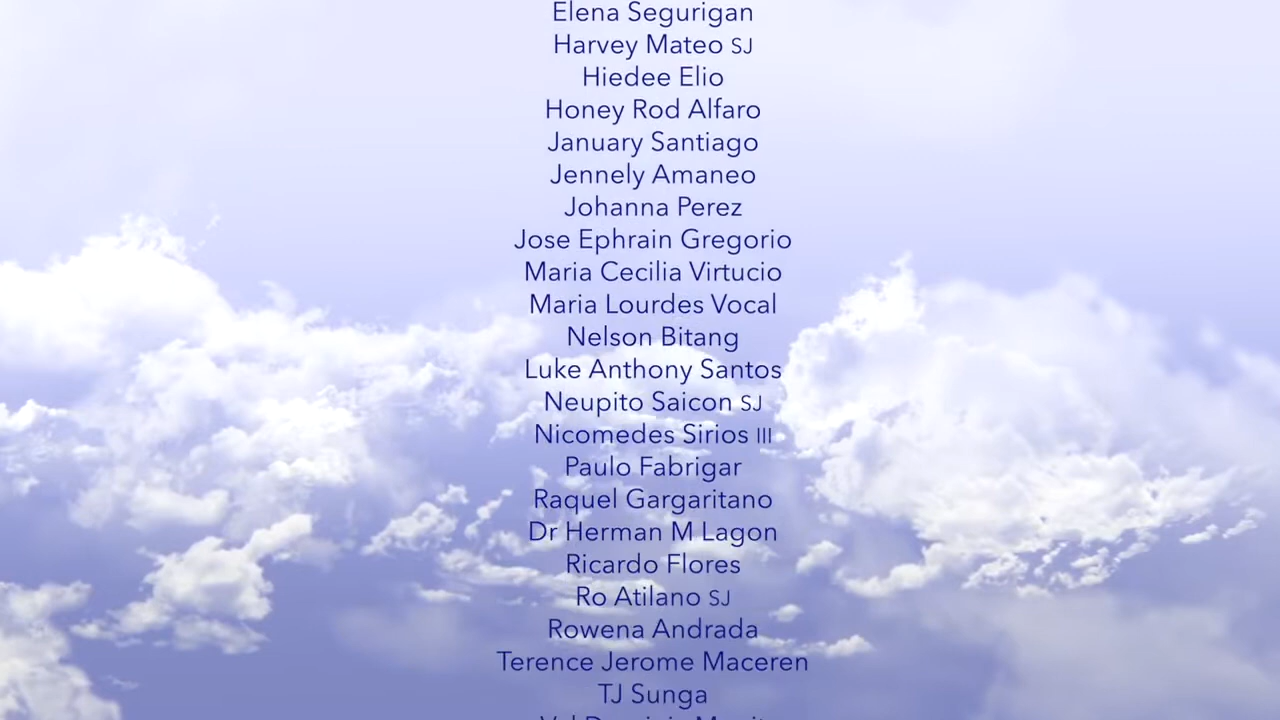 Elena Segurigan
Harvey Mateo SJ
Hiedee Elio
Honey Rod Alfaro
January Santiago
Jennely Amaneo
Johanna Perez
Jose Ephrain Gregorio
Maria Cecilia Virtucio
Maria Lourdes Vocal
Nelson Bitang
Luke Anthony Santos
Neupito Saicon SJ
Nicomedes Sirios III
Paulo Fabrigar
Raquel Gargaritano
Dr Herman M Lagon
Ricardo Flores
Ro Atilano SJ
Rowena Andrada
Terence Jerome Maceren
TJ Sunga